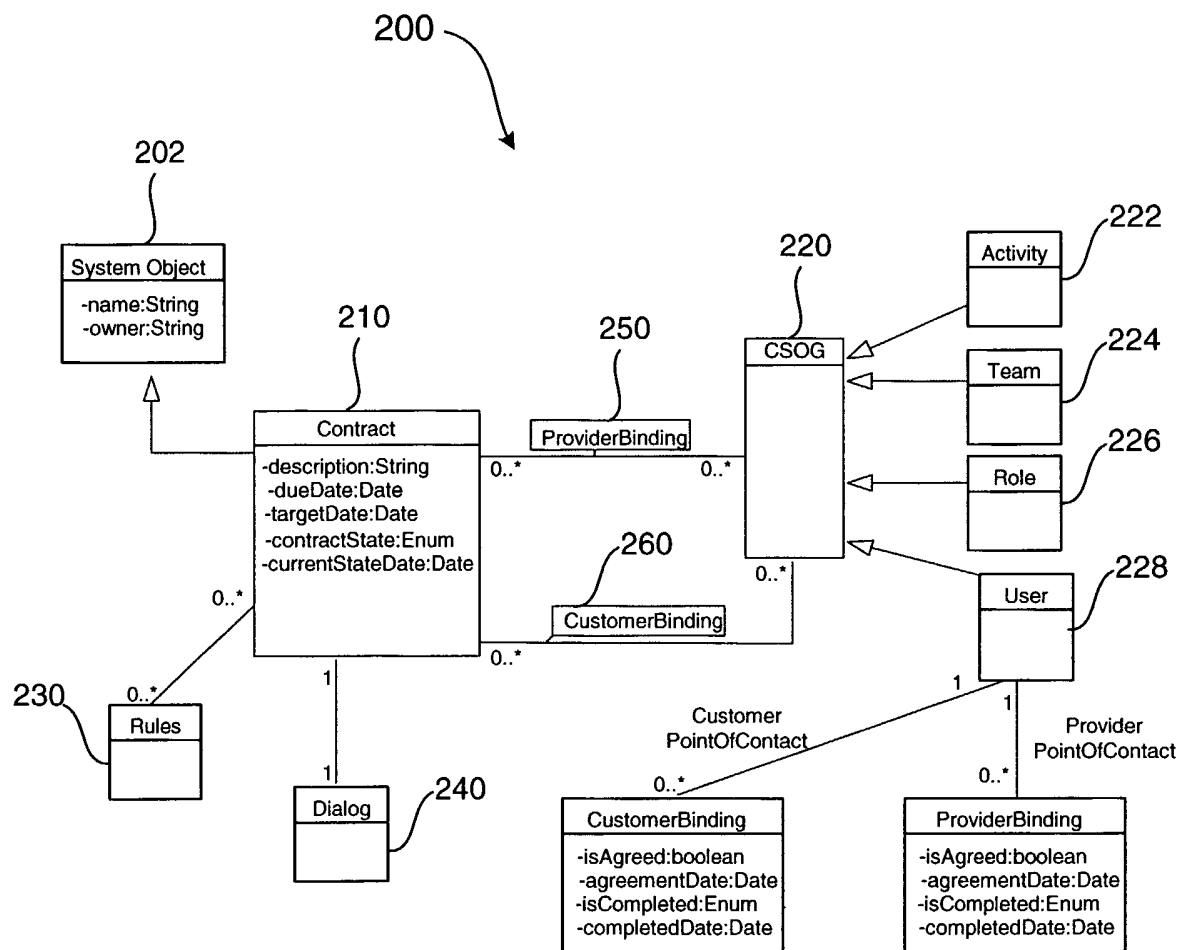 200
202
System Object
-name:String
-owner:String
210
Contract
-description:String
-dueDate:Date
-targetDate:Date
-contractState:Enum
-currentStateDate:Date
250
ProviderBinding
0..*
0..*
220
CSOG
222
Activity
224
Team
226
Role
228
User
260
CustomerBinding
0..*
0..*
0..*
0..*
230
Rules
1
1
240
Dialog
1
1
Customer
PointOfContact
Provider
PointOfContact
0..*
0..*
CustomerBinding
-isAgreed:boolean
-agreementDate:Date
-isCompleted:Enum
-completedDate:Date
ProviderBinding
-isAgreed:boolean
-agreementDate:Date
-isCompleted:Enum
-completedDate:Date